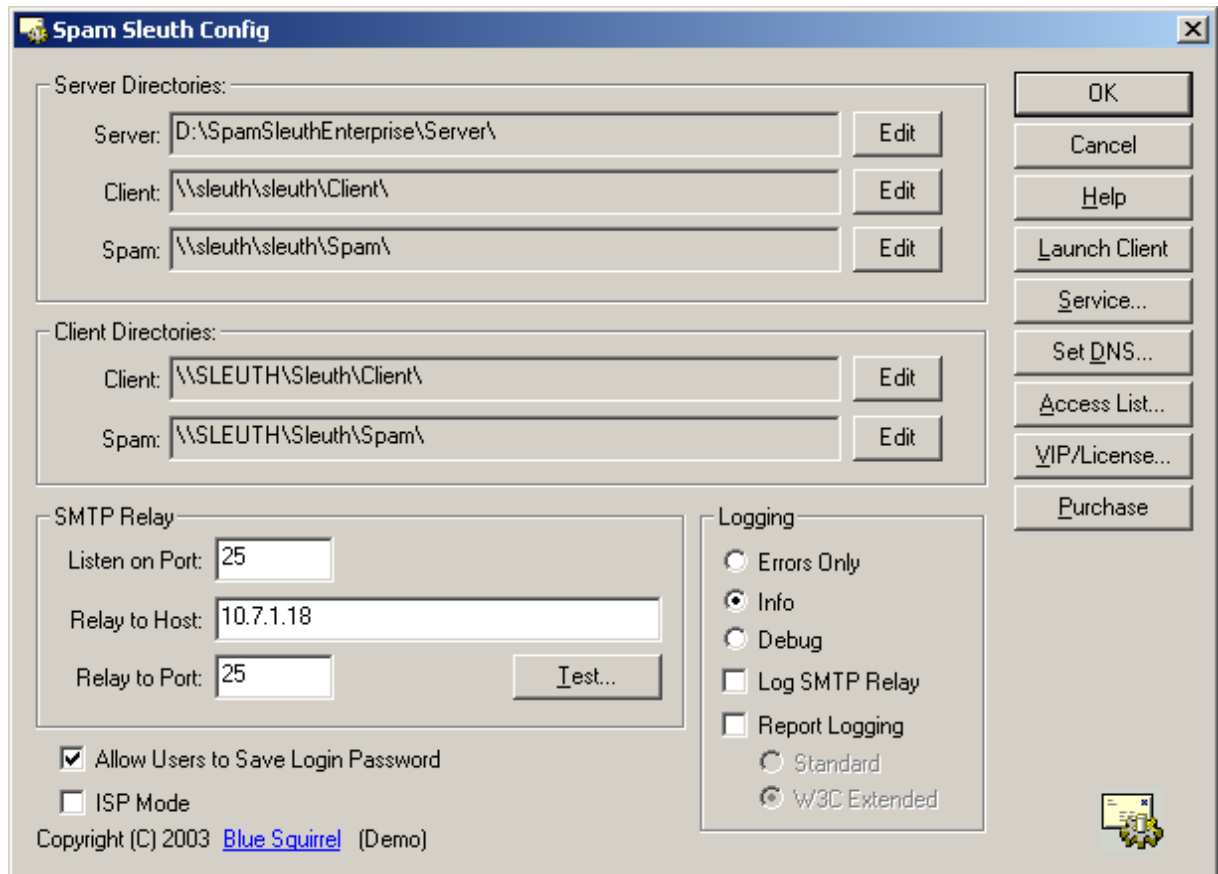 Spam Sleuth Config
Server Directories:
Server: D:\SpamSleuthEnterprise\Server\ Edit
Client: \\sleuth\sleuth\Client\ Edit
Spam: \\sleuth\sleuth\Spam\ Edit
Client Directories:
Client: \\SLEUTH\Sleuth\Client\ Edit
Spam: \\SLEUTH\Sleuth\Spam\ Edit
SMTP Relay
Listen on Port: 25
Relay to Host: 10.7.1.18
Relay to Port: 25 Test...
Allow Users to Save Login Password
ISP Mode
Copyright (C) 2003 Blue Squirrel (Demo)
Logging
Errors Only
Info
Debug
Log SMTP Relay
Report Logging
Standard
W3C Extended
OK
Cancel
Help
Launch Client
Service...
Set DNS...
Access List...
VIP/License...
Purchase